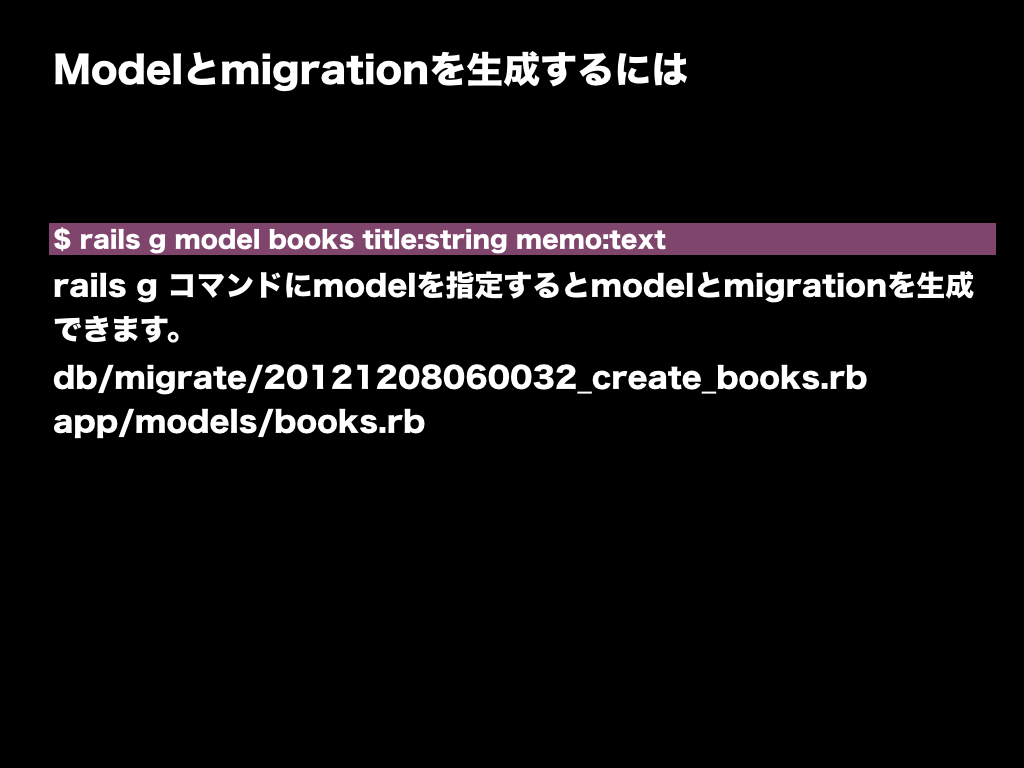 Modelとmigrationを生成するには
$ rails g model books title:string memo:text
rails g コマンドにmodelを指定するとmodelとmigrationを生成
できます。
db/migrate/20121208060032_create_books.rb
app/models/books.rb